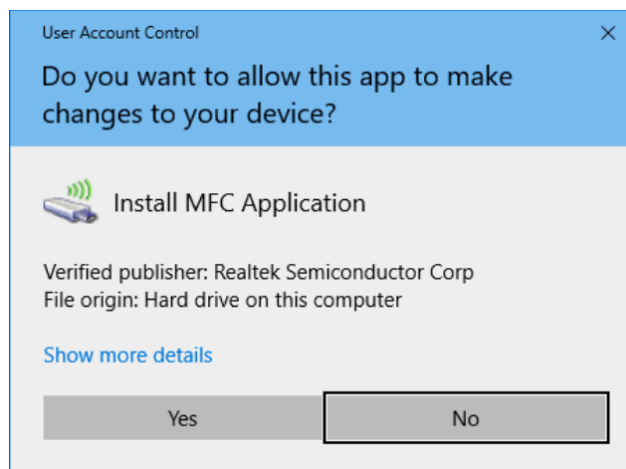 User Account Control
Do you want to allow this app to make
changes to your device?
Install MFC Application
Verified publisher: Realtek Semiconductor Corp
File origin: Hard drive on this computer
Show more details
Yes
No